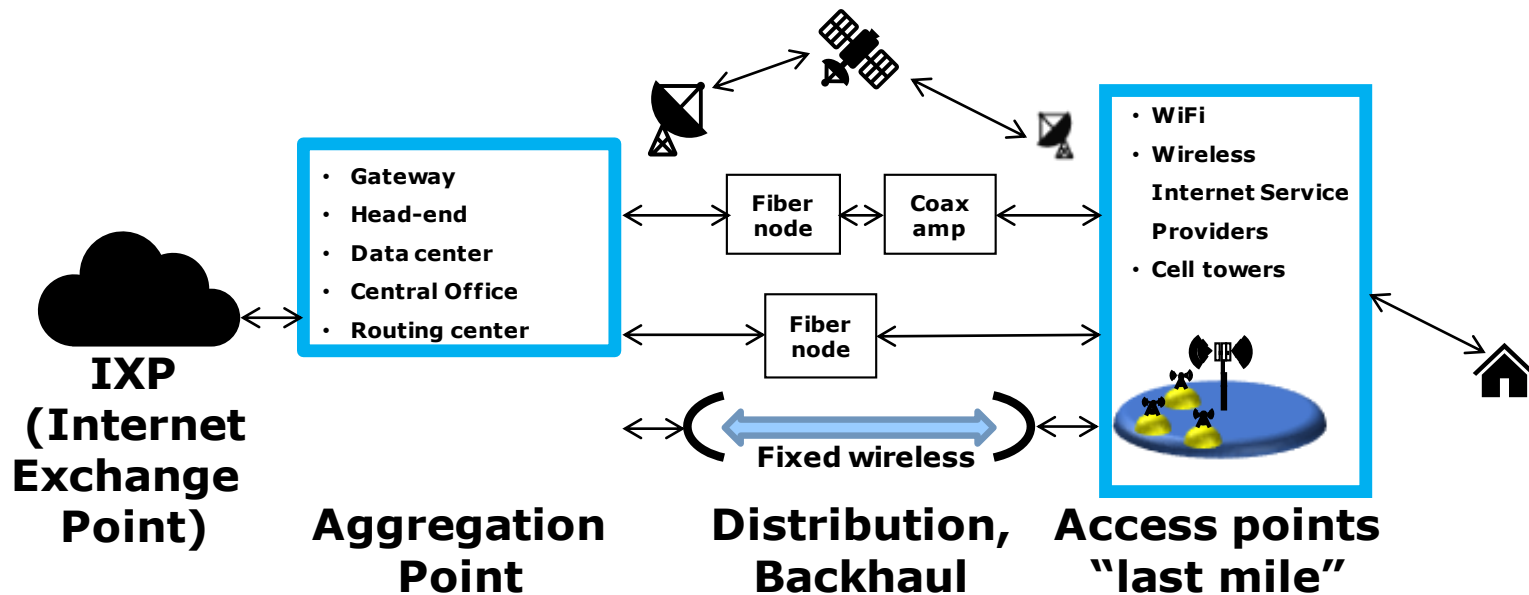 IXP
(Internet
Exchange
Point)
• Gateway
• Head-end
• Data center
• Central Office
• Routing center
Aggregation
Point
Fiber
node
Coax
amp
Fiber
node
Fixed wireless
Distribution,
Backhaul
• WiFi
• Wireless
Internet Service
Providers
• Cell towers
Access points
“last mile”